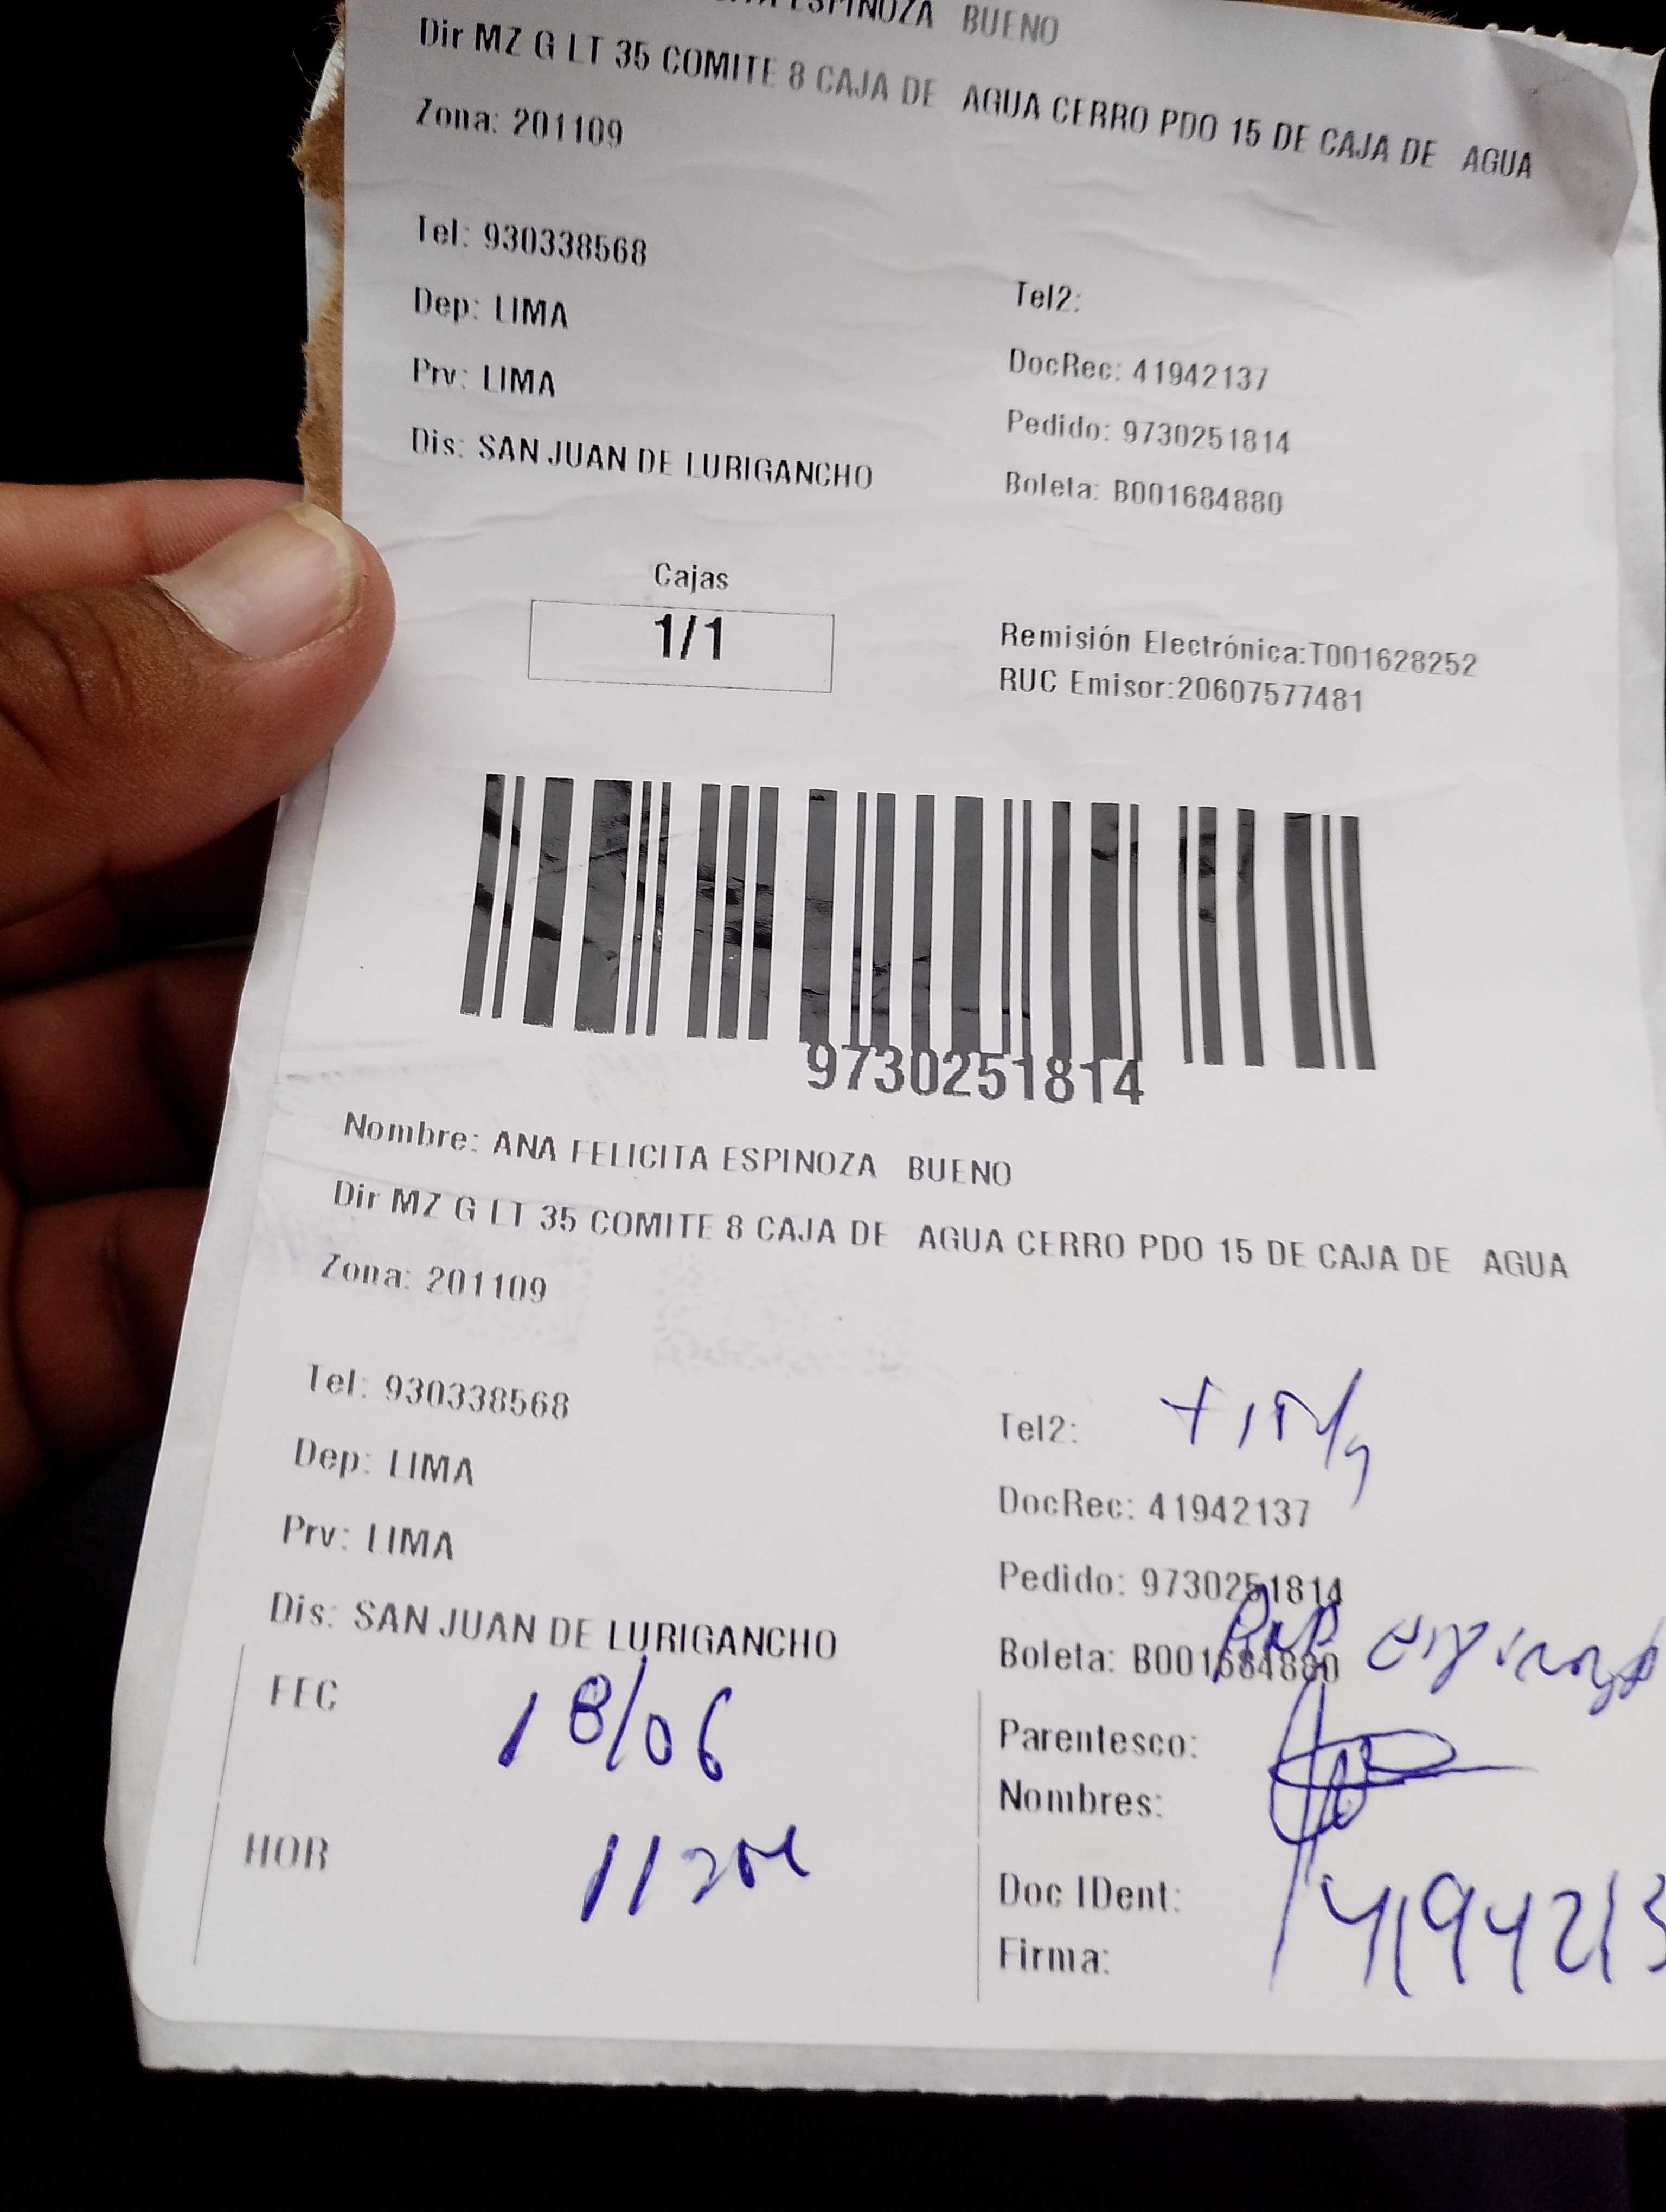 ESPINOZA BUENO
Dir MZ G LT 35 COMITE 8 CAJA DE AGUA CERRO PDO 15 DE CAJA DE AGUA
Zona: 201109
Tel: 930338568
Tel2:
Dep: LIMA
DocRec: 41942137
Prv: LIMA
Pedido: 9730251814
Dis: SAN JUAN DE LURIGANCHO
Boleta: B001684880
Cajas
1/1
Remisión Electrónica:T001628252
RUC Emisor:20607577481
9730251814
Nombre: ANA FELICITA ESPINOZA BUENO
Dir MZ G LT 35 COMITE 8 CAJA DE AGUA CERRO PDO 15 DE CAJA DE AGUA
Zona: 201109
Tel: 930338568
Tel2:
Dep: LIMA
DocRec: 41942137
Prv: LIMA
Pedido: 9730251814
Dis: SAN JUAN DE LURIGANCHO
Boleta: B001684880
FEC 18/06
Parentesco:
Nombres:
HOR
Doc IDent: 4194213
Firma: